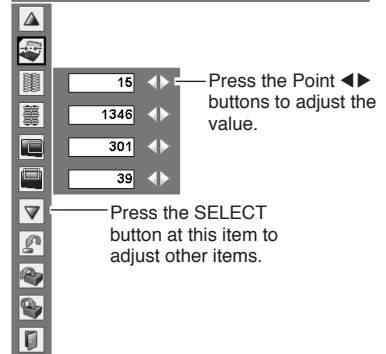 15
Press the Point ◀▶
buttons to adjust the
value.
1346
301
39
Press the SELECT
button at this item to
adjust other items.